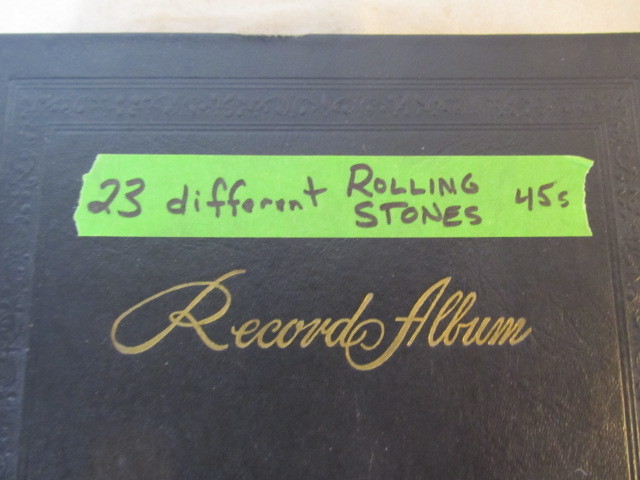 23 different ROLLING STONES 45s
Record Album